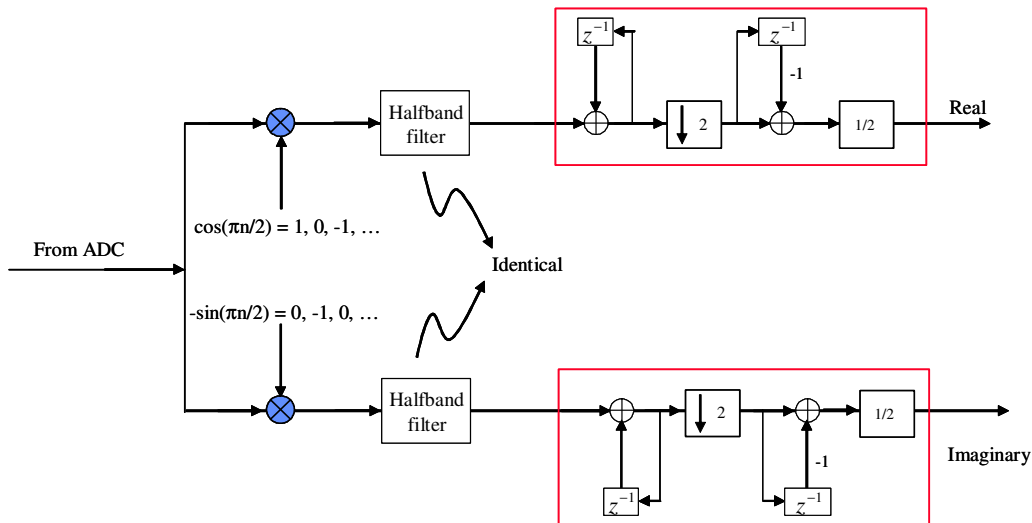 z⁻¹
z⁻¹
-1
Halfband
filter
2
1/2
Real
cos(πn/2) = 1, 0, -1, …
From ADC
Identical
-sin(πn/2) = 0, -1, 0, …
Halfband
filter
2
1/2
Imaginary
-1
z⁻¹
z⁻¹